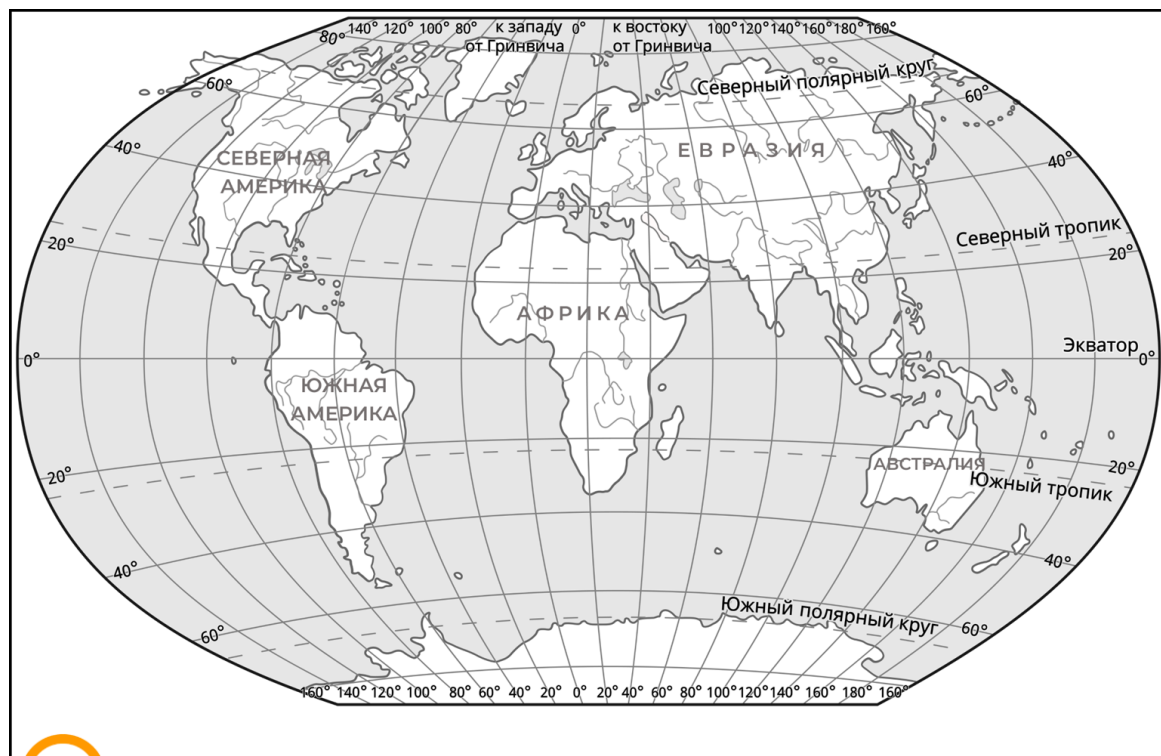 140° 120° 100° 80° к западу 0° к востоку 100° 120° 140° 160° 160°
от Гринвича от Гринвича
80°
Северный полярный круг
60° 60°
40° 40°
ЕВРАЗИЯ
СЕВЕРНАЯ
АМЕРИКА
Северный тропик
20° 20°
АФРИКА
Экватор
0° 0°
ЮЖНАЯ
АМЕРИКА
АВСТРАЛИЯ
20° 20°
Южный тропик
40° 40°
Южный полярный круг
60° 60°
160° 140° 120° 100° 80° 60° 40° 20° 0° 20° 40° 60° 80° 100° 120° 140° 160° 180° 160°